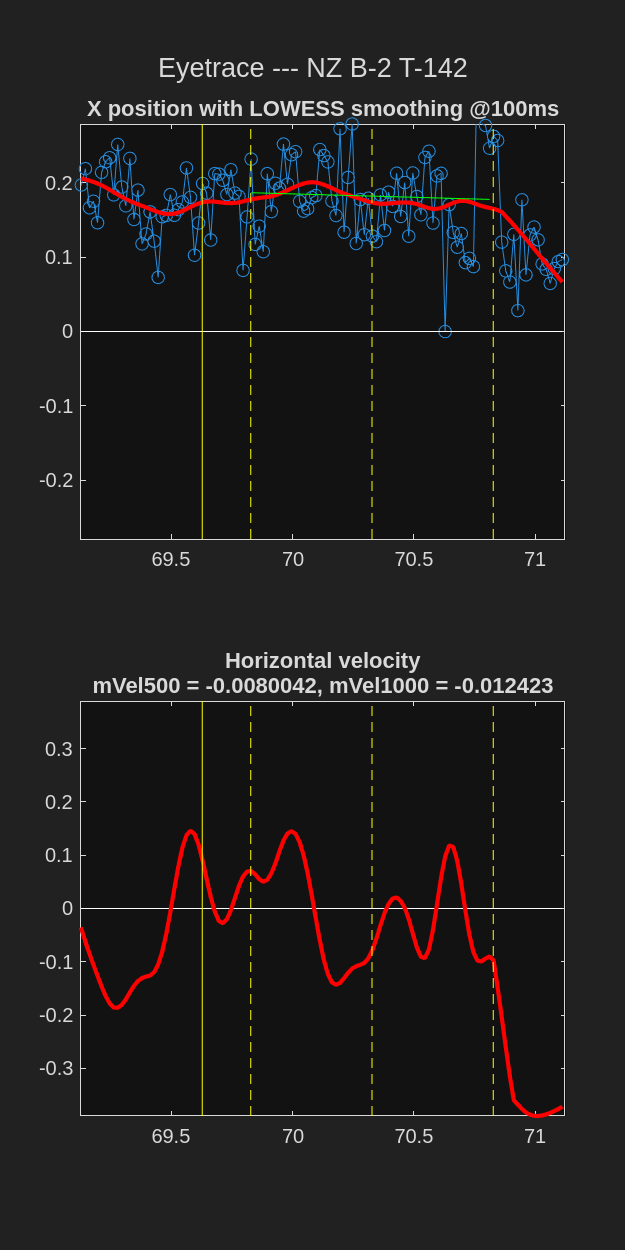 Eyetrace --- NZ B-2 T-142
X position with LOWESS smoothing @100ms
0.2
0.1
0
-0.1
-0.2
69.5 70 70.5 71
Horizontal velocity
mVel500 = -0.0080042, mVel1000 = -0.012423
0.3
0.2
0.1
0
-0.1
-0.2
-0.3
69.5 70 70.5 71